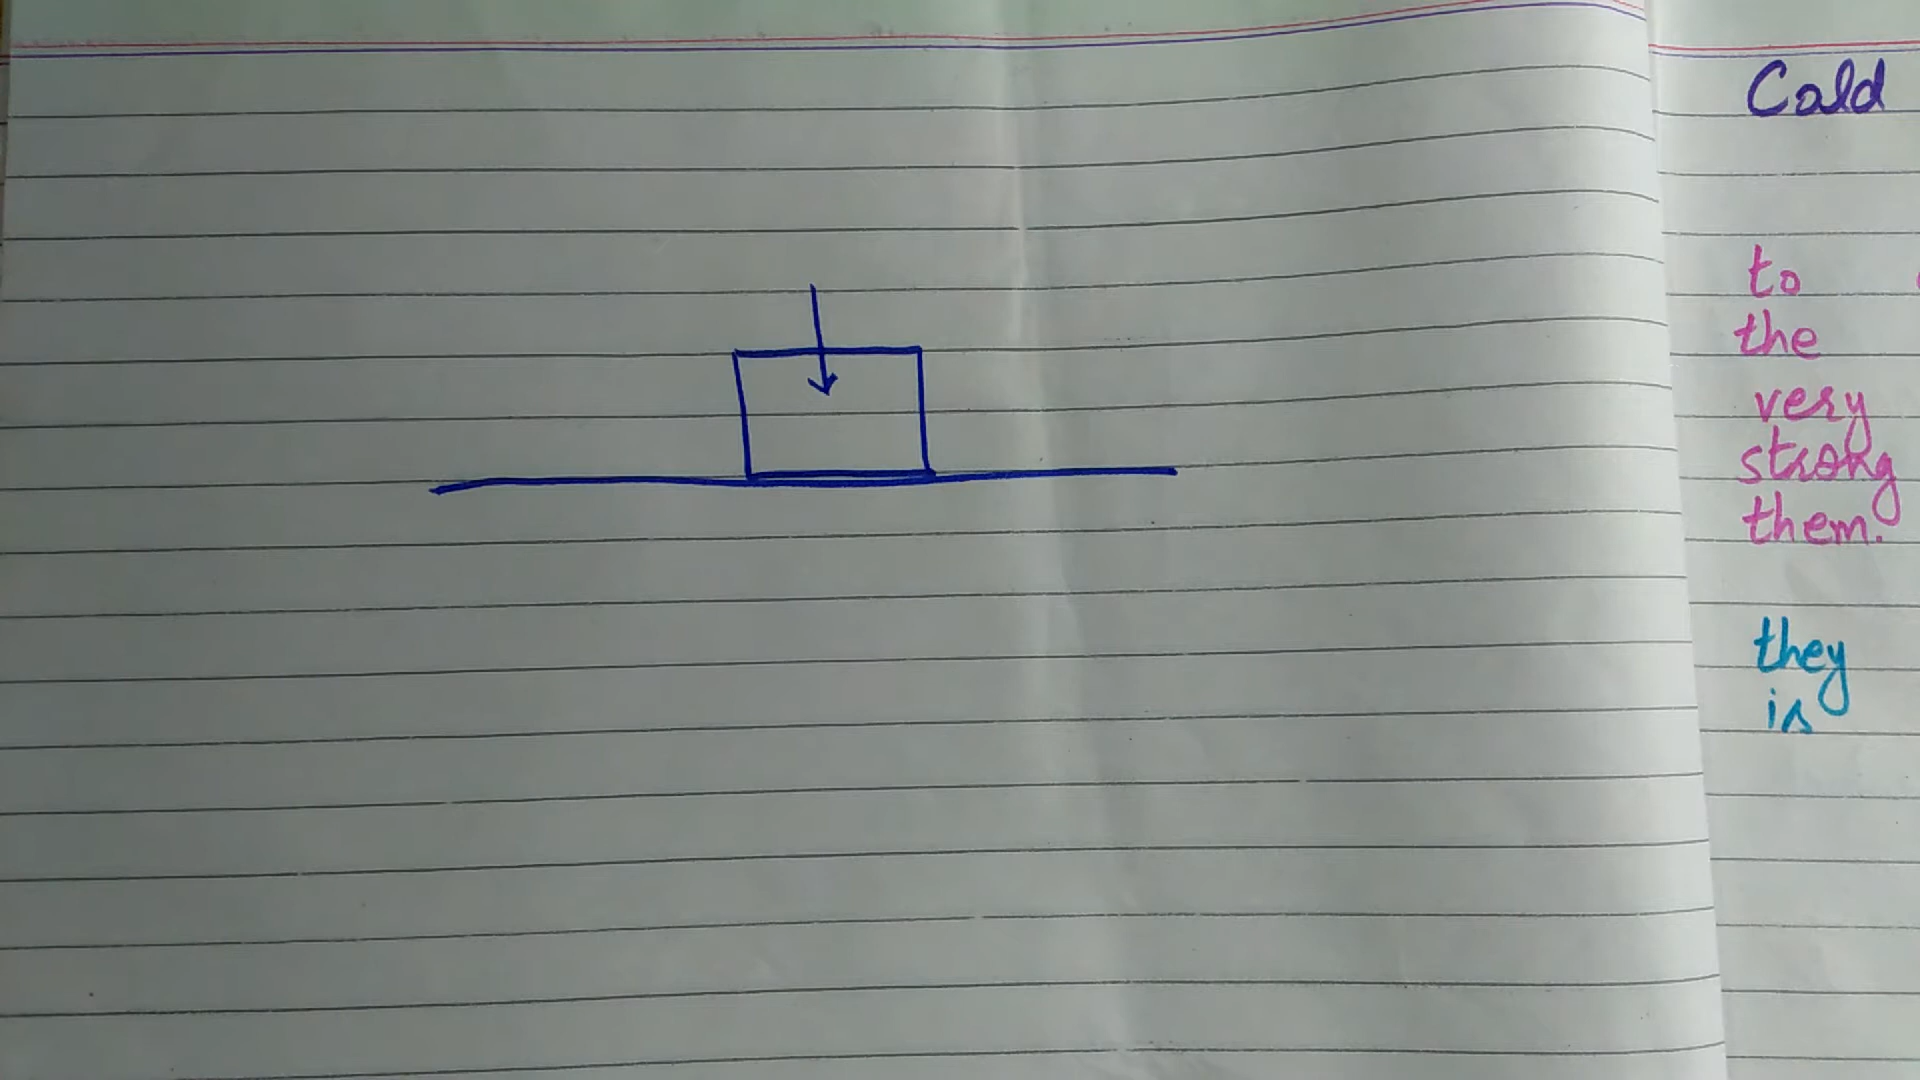 Cold
to
the
very
strong
them.
they
is